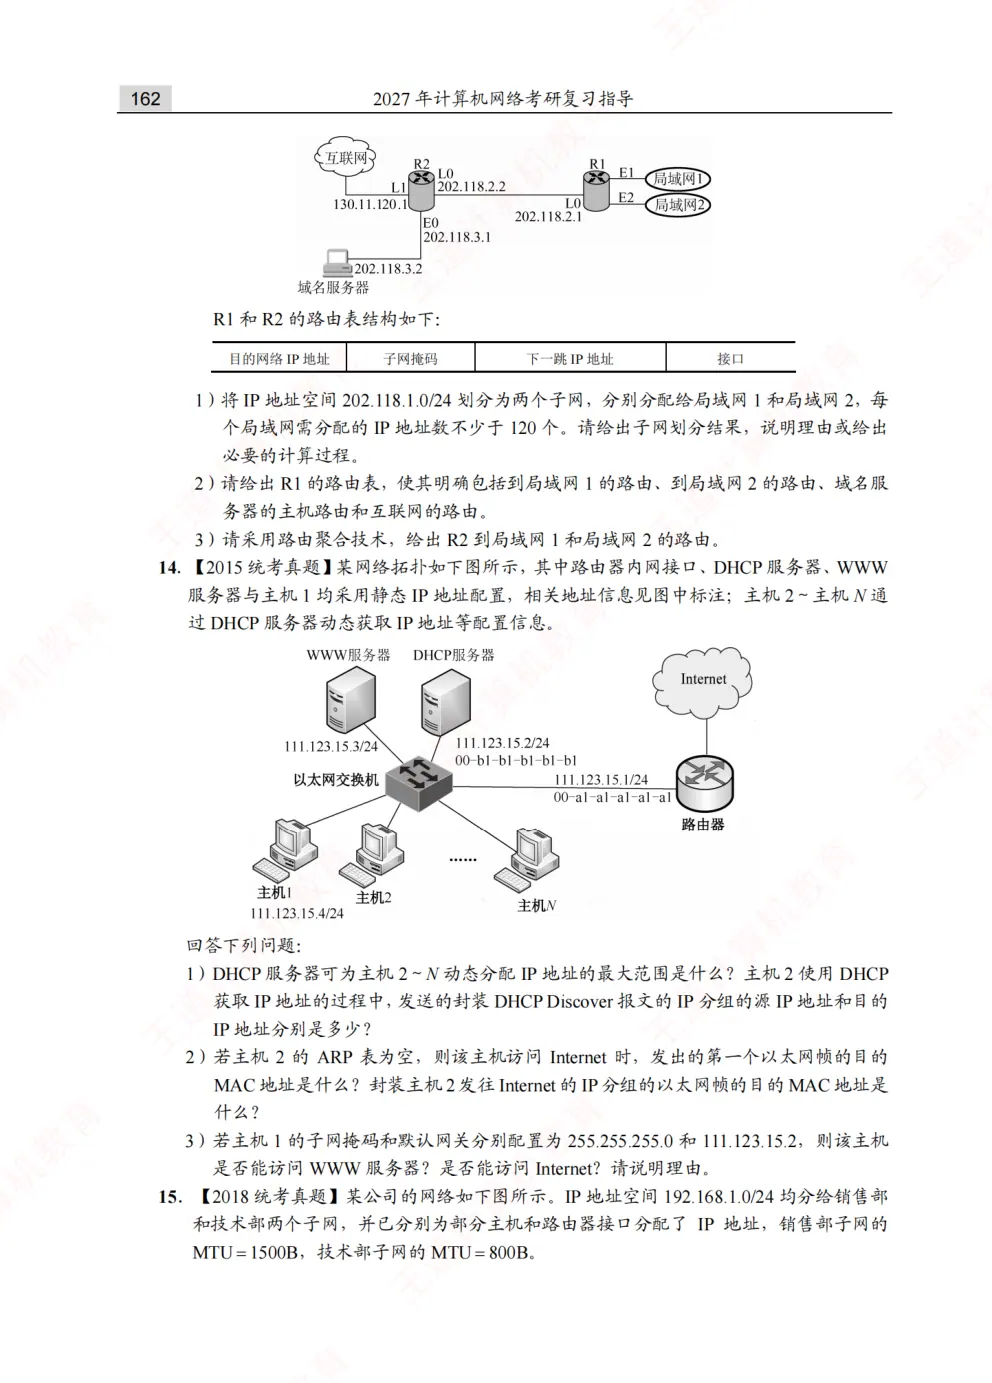 162
2027 年计算机网络考研复习指导
互联网
R2
L0
202.118.2.2
L1
130.11.120.1
E0
202.118.3.1
202.118.3.2
域名服务器
R1
E1
局域网1
E2
局域网2
L0
202.118.2.1
R1 和 R2 的路由表结构如下：
目的网络 IP 地址 子网掩码 下一跳 IP 地址 接口
1）将 IP 地址空间 202.118.1.0/24 划分为两个子网，分别分配给局域网 1 和局域网 2，每
个局域网需分配的 IP 地址数不少于 120 个。请给出子网划分结果，说明理由或给出
必要的计算过程。
2）请给出 R1 的路由表，使其明确包括到局域网 1 的路由、到局域网 2 的路由、域名服
务器的主机路由和互联网的路由。
3）请采用路由聚合技术，给出 R2 到局域网 1 和局域网 2 的路由。
14. 【2015 统考真题】某网络拓扑如下图所示，其中路由器内网接口、DHCP 服务器、WWW
服务器与主机 1 均采用静态 IP 地址配置，相关地址信息见图中标注；主机 2～主机 N 通
过 DHCP 服务器动态获取 IP 地址等配置信息。
WWW服务器
DHCP服务器
Internet
111.123.15.3/24
111.123.15.2/24
00-b1-b1-b1-b1-b1
以太网交换机
111.123.15.1/24
00-a1-a1-a1-a1-a1
路由器
主机1
111.123.15.4/24
主机2
……
主机N
回答下列问题：
1）DHCP 服务器可为主机 2～N 动态分配 IP 地址的最大范围是什么？主机 2 使用 DHCP
获取 IP 地址的过程中，发送的封装 DHCP Discover 报文的 IP 分组的源 IP 地址和目的
IP 地址分别是多少？
2）若主机 2 的 ARP 表为空，则该主机访问 Internet 时，发出的第一个以太网帧的目的
MAC 地址是什么？封装主机 2 发往 Internet 的 IP 分组的以太网帧的目的 MAC 地址是
什么？
3）若主机 1 的子网掩码和默认网关分别配置为 255.255.255.0 和 111.123.15.2，则该主机
是否能访问 WWW 服务器？是否能访问 Internet？请说明理由。
15. 【2018 统考真题】某公司的网络如下图所示。IP 地址空间 192.168.1.0/24 均分给销售部
和技术部两个子网，并已分别为部分主机和路由器接口分配了 IP 地址，销售部子网的
MTU = 1500B，技术部子网的 MTU = 800B。